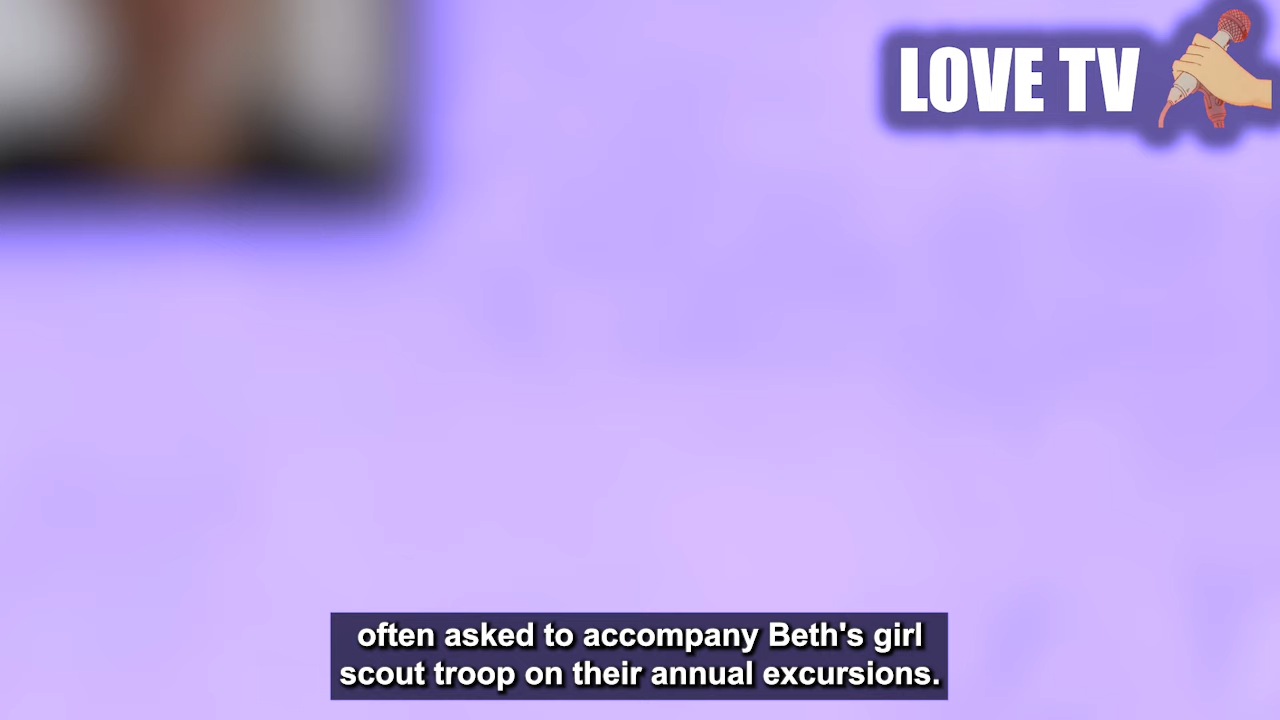 LOVE TV
often asked to accompany Beth's girl
scout troop on their annual excursions.